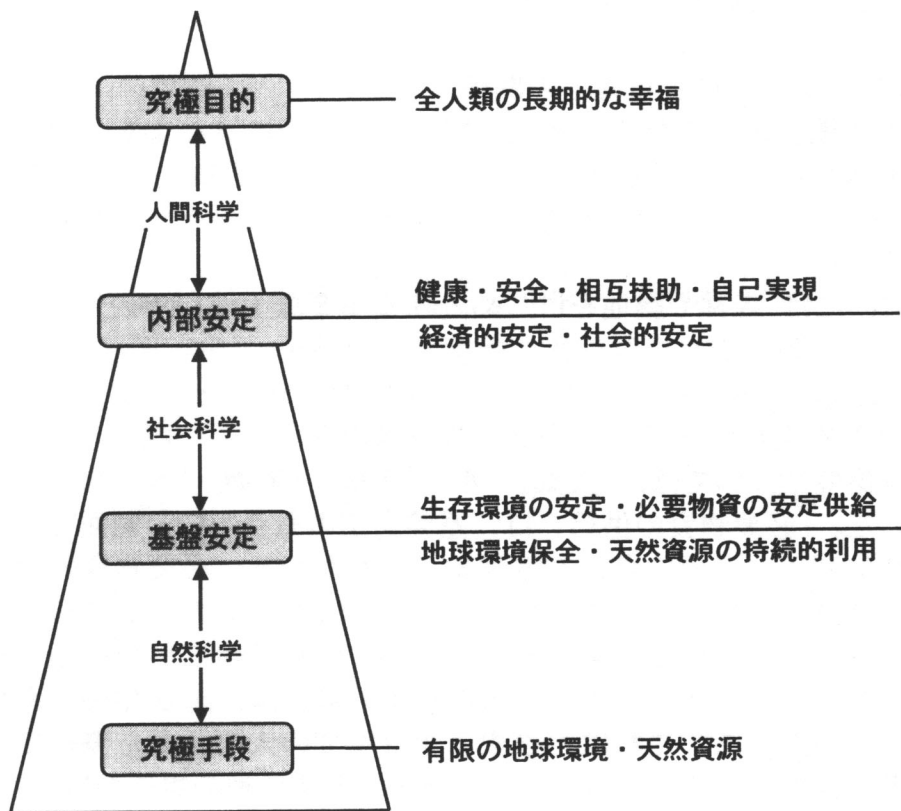 究極目的
全人類の長期的な幸福
人間科学
健康・安全・相互扶助・自己実現
内部安定
経済的安定・社会的安定
社会科学
生存環境の安定・必要物資の安定供給
基盤安定
地球環境保全・天然資源の持続的利用
自然科学
究極手段
有限の地球環境・天然資源